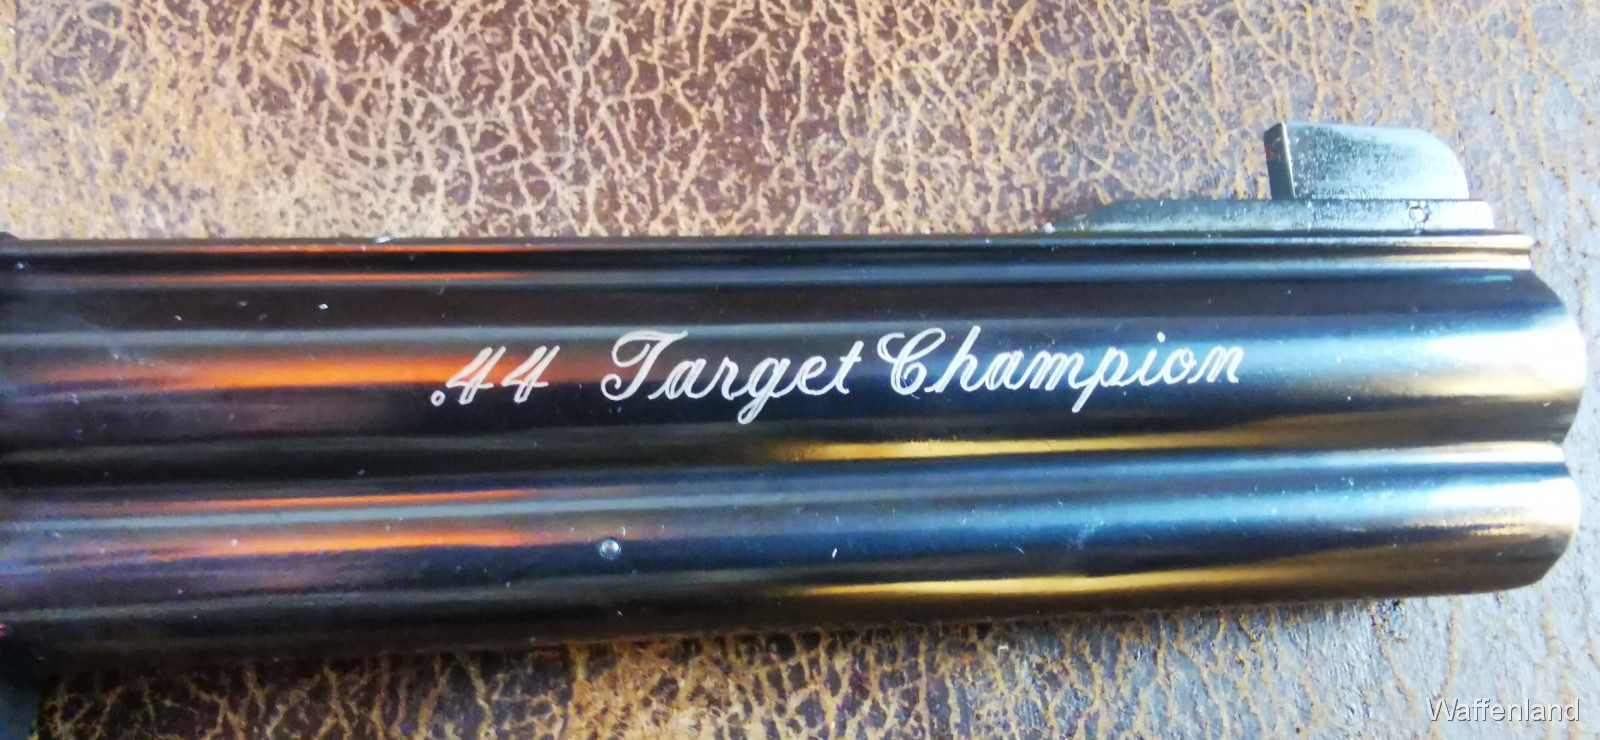 .44 Target Champion
Waffenland